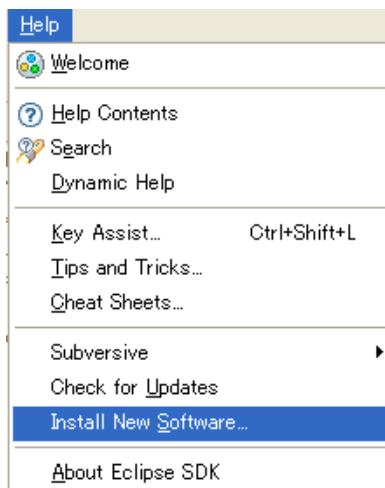 Help
Welcome
Help Contents
Search
Dynamic Help
Key Assist... Ctrl+Shift+L
Tips and Tricks...
Cheat Sheets...
Subversive
Check for Updates
Install New Software...
About Eclipse SDK